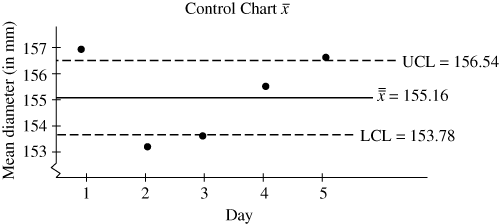 Control Chart x̄
Mean diameter (in mm)
157
156
155
154
153
UCL = 156.54
x̿ = 155.16
LCL = 153.78
1 2 3 4 5
Day